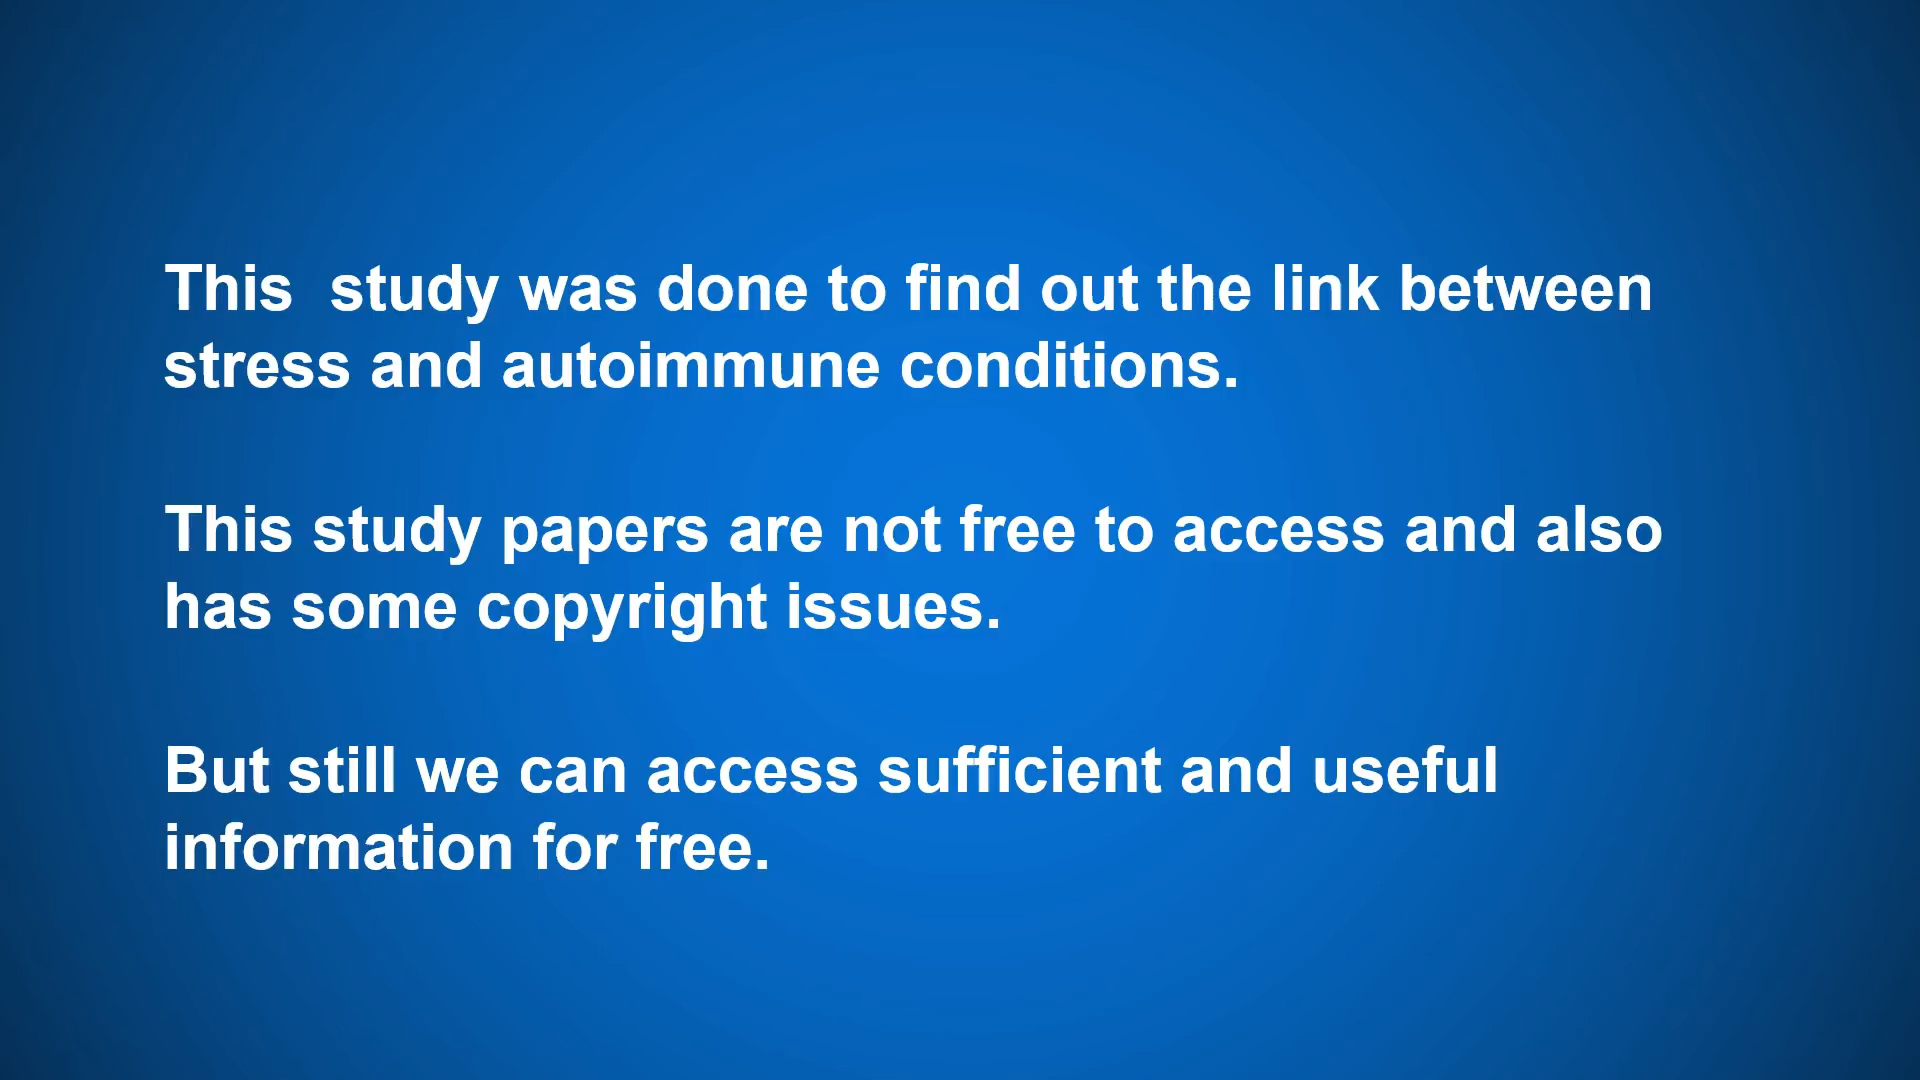 This  study was done to find out the link between
stress and autoimmune conditions.
This study papers are not free to access and also
has some copyright issues.
But still we can access sufficient and useful
information for free.